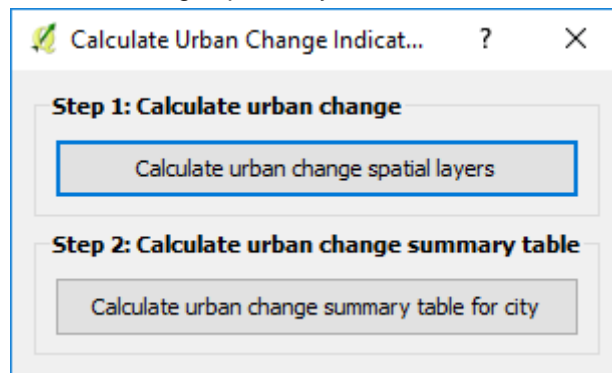 Calculate Urban Change Indicat... ?
Step 1: Calculate urban change
Calculate urban change spatial layers
Step 2: Calculate urban change summary table
Calculate urban change summary table for city